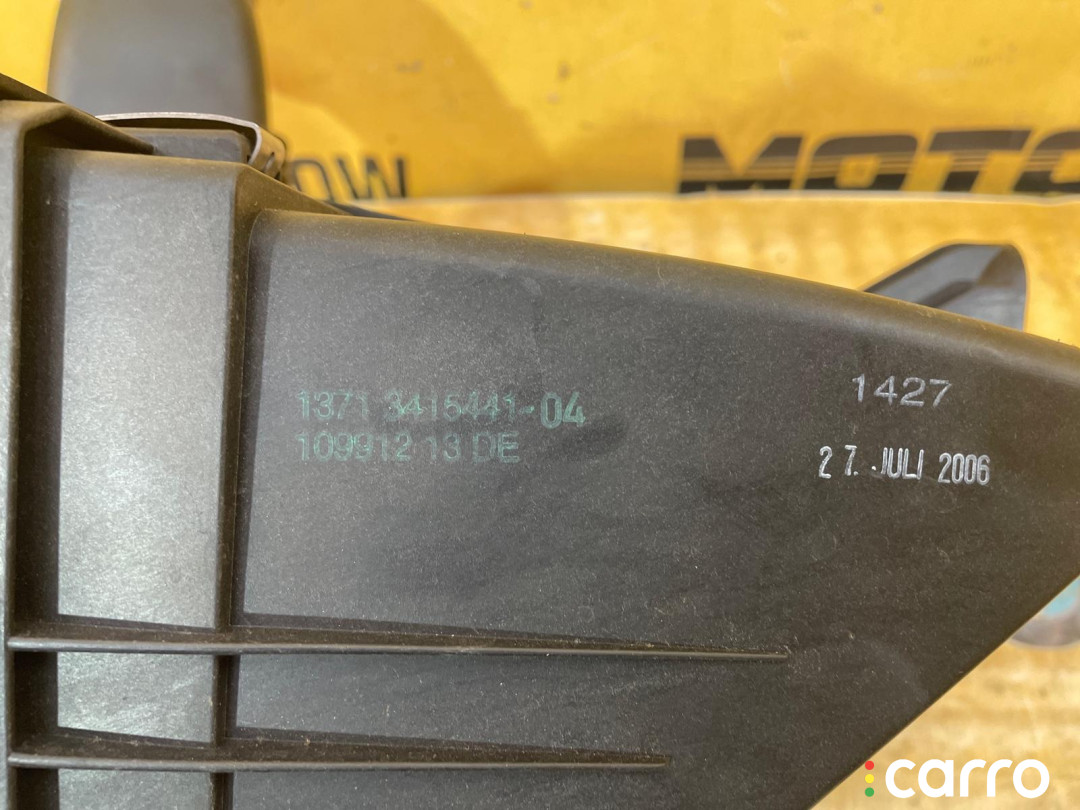 OW
MOTO
1371 3415441-04
109912 13 DE
1427
27. JULI 2006
carro